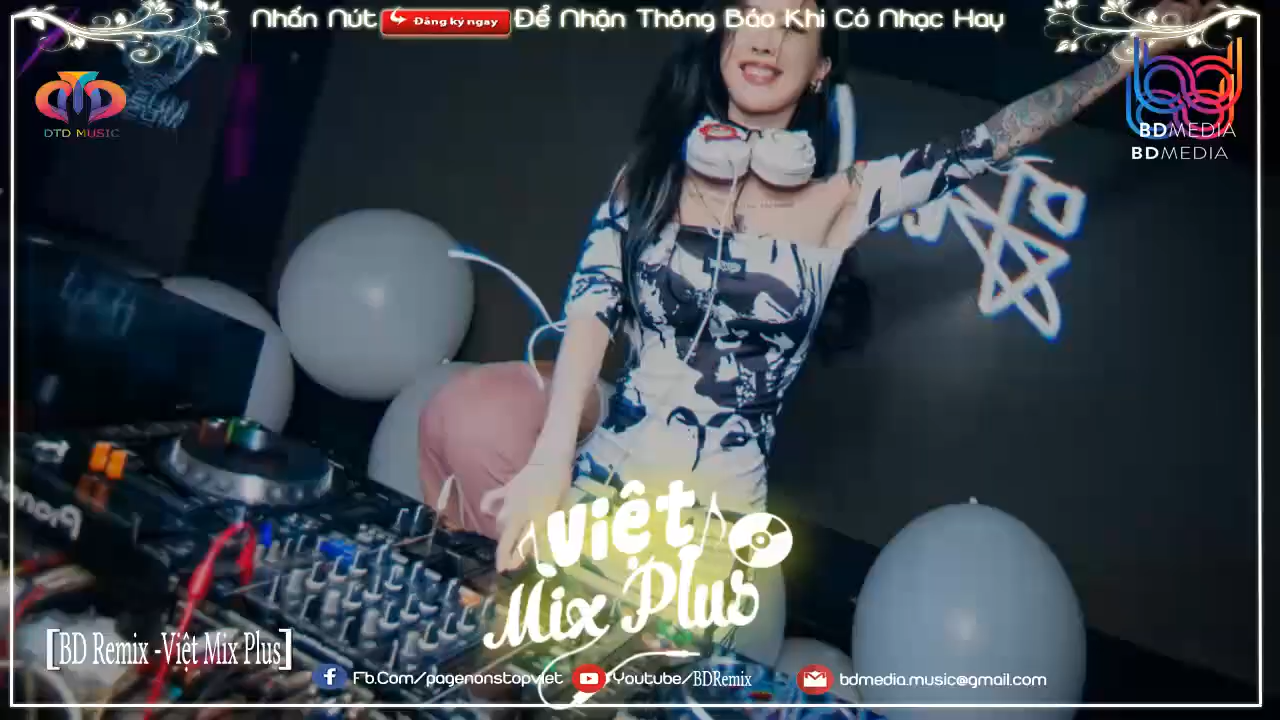 Nhấn Nút Đăng ký ngay Để Nhận Thông Báo Khi Có Nhạc Hay
DTD MUSIC
BDMEDIA
BDMEDIA
Việt
Mix Plus
[BD Remix -Việt Mix Plus]
Fb.Com/pagenonstopviet Youtube/BDRemix bdmedia.music@gmail.com